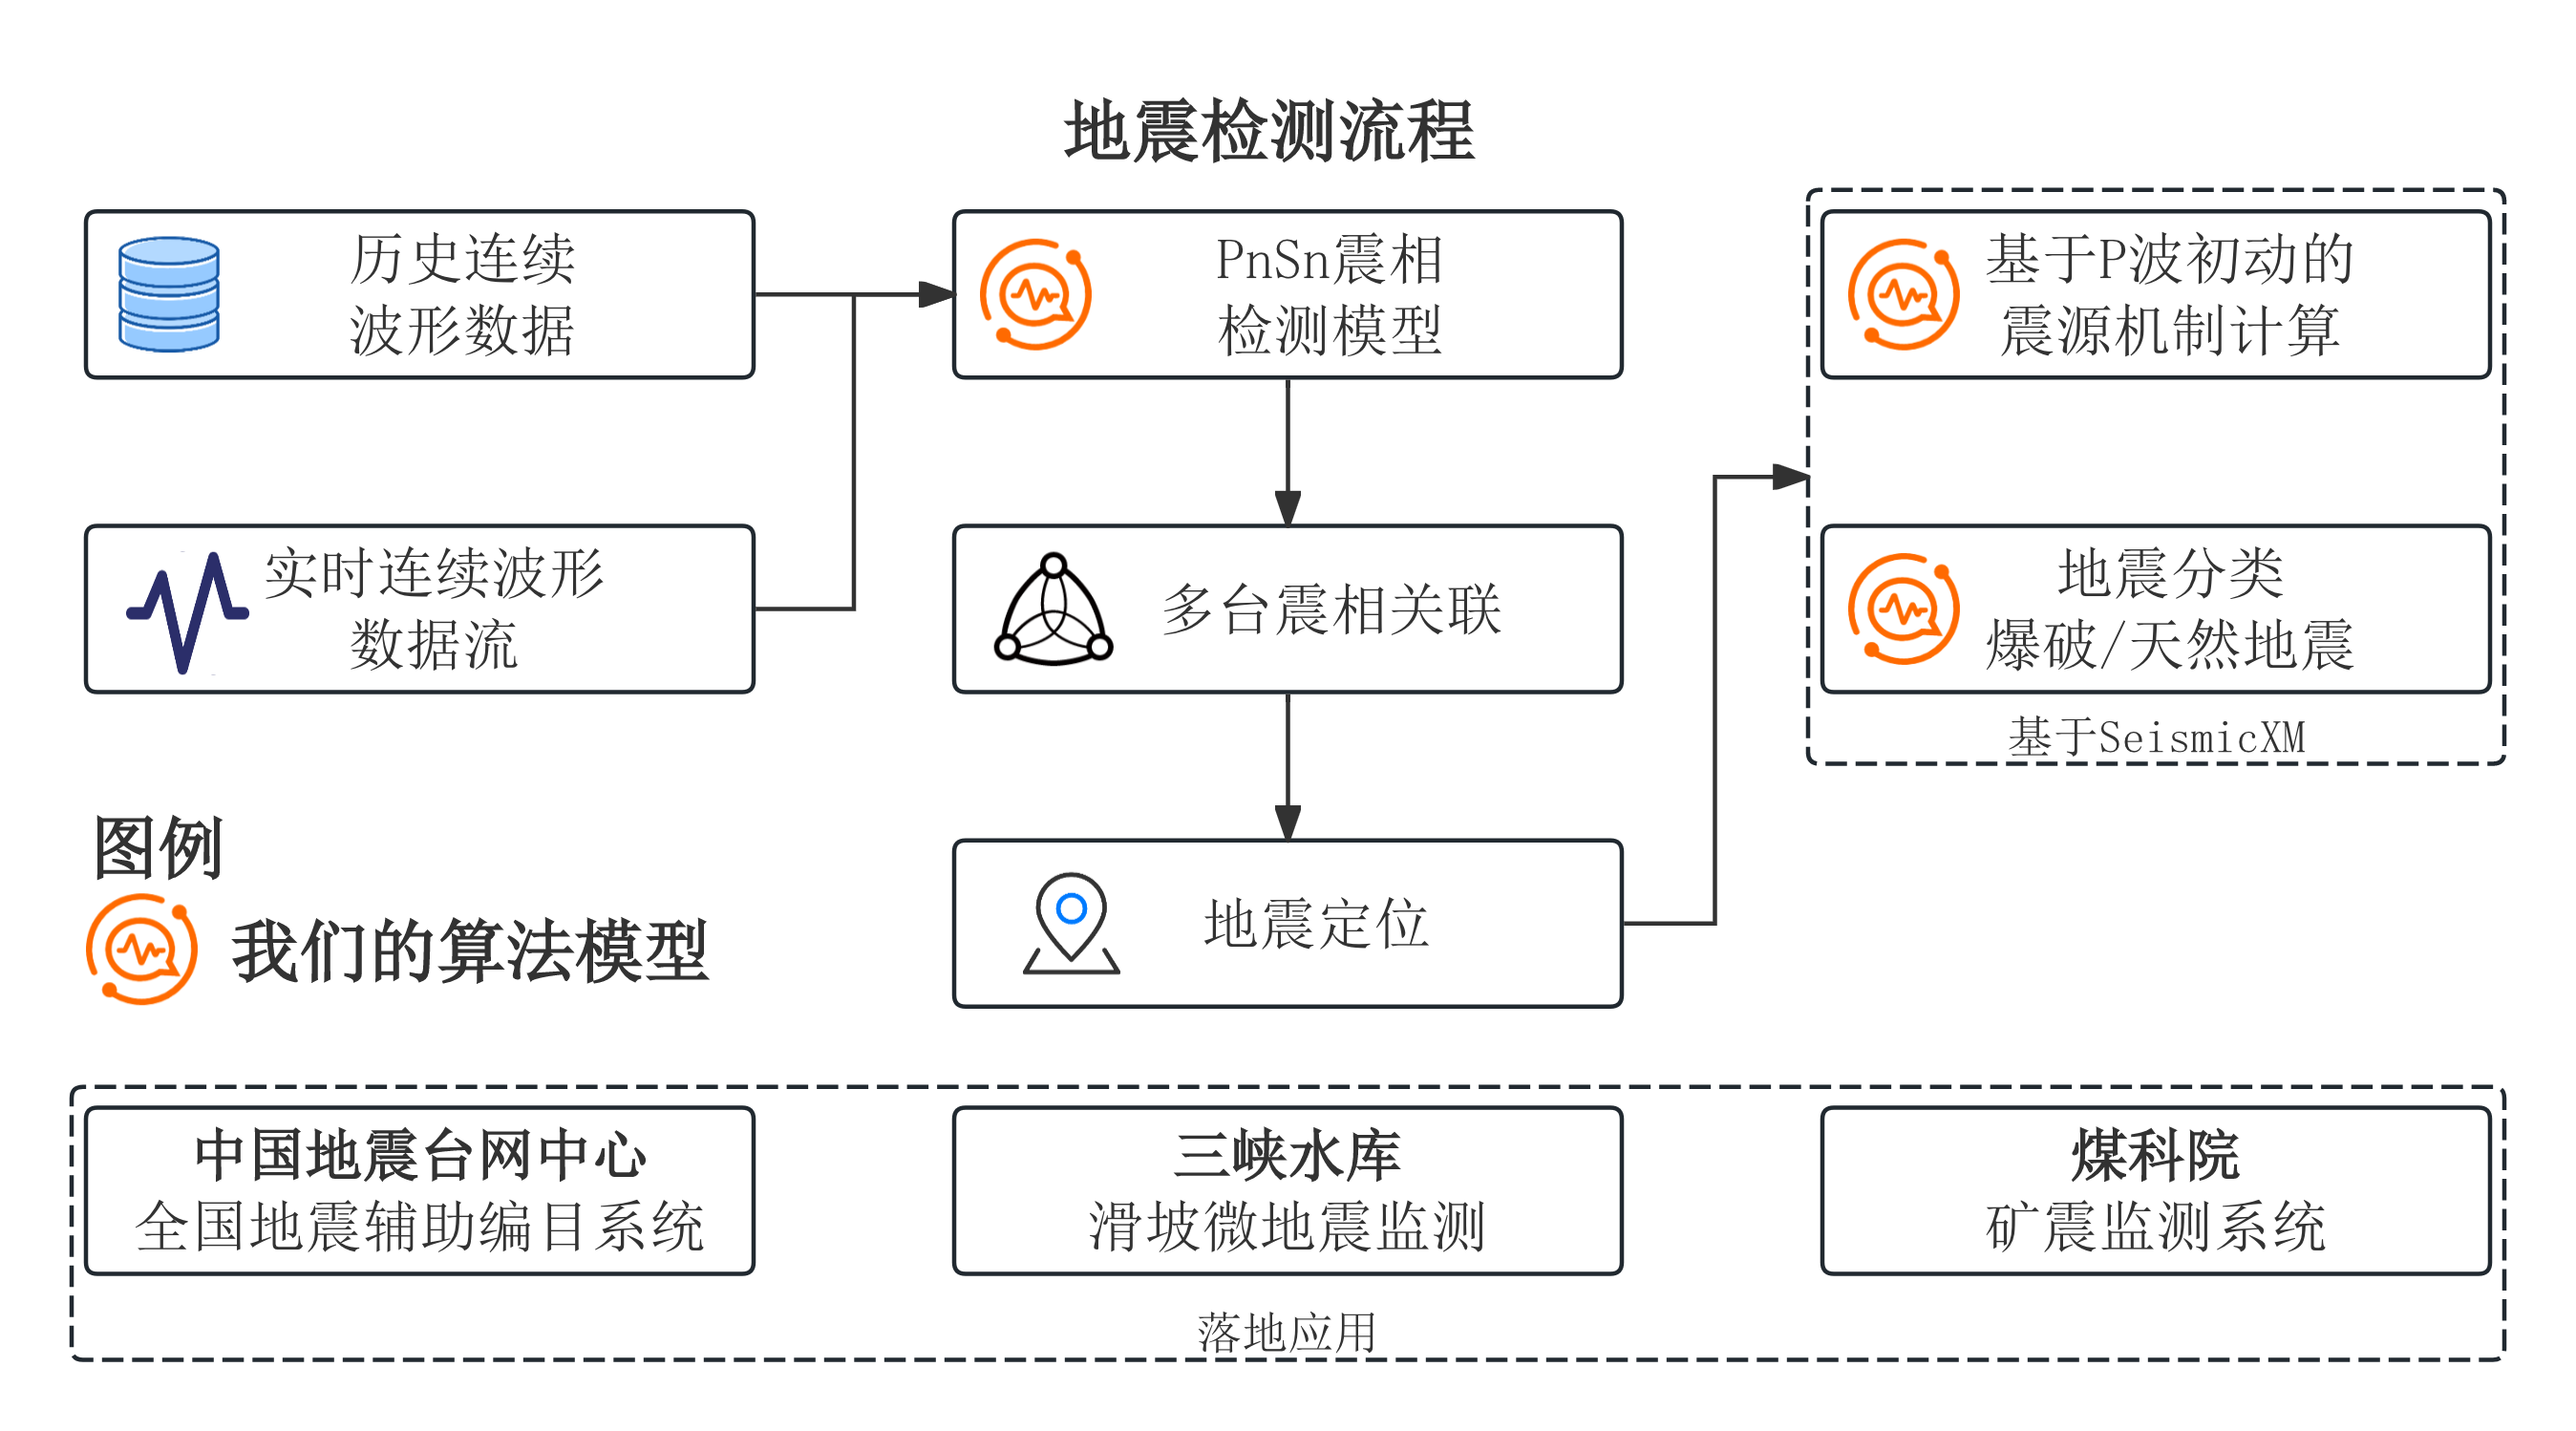 地震检测流程
历史连续
波形数据
PnSn震相
检测模型
基于P波初动的
震源机制计算
实时连续波形
数据流
多台震相关联
地震分类
爆破/天然地震
基于SeismicXM
图例
我们的算法模型
地震定位
中国地震台网中心
全国地震辅助编目系统
三峡水库
滑坡微地震监测
煤科院
矿震监测系统
落地应用